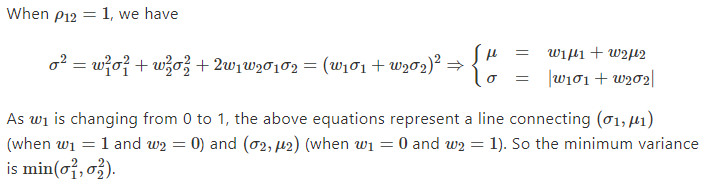 When ρ₁₂ = 1, we have
σ² = w₁²σ₁² + w₂²σ₂² + 2w₁w₂σ₁σ₂ = (w₁σ₁ + w₂σ₂)² ⇒ { μ = w₁μ₁ + w₂μ₂
σ = |w₁σ₁ + w₂σ₂|
As w₁ is changing from 0 to 1, the above equations represent a line connecting (σ₁, μ₁)
(when w₁ = 1 and w₂ = 0) and (σ₂, μ₂) (when w₁ = 0 and w₂ = 1). So the minimum variance
is min(σ₁², σ₂²).